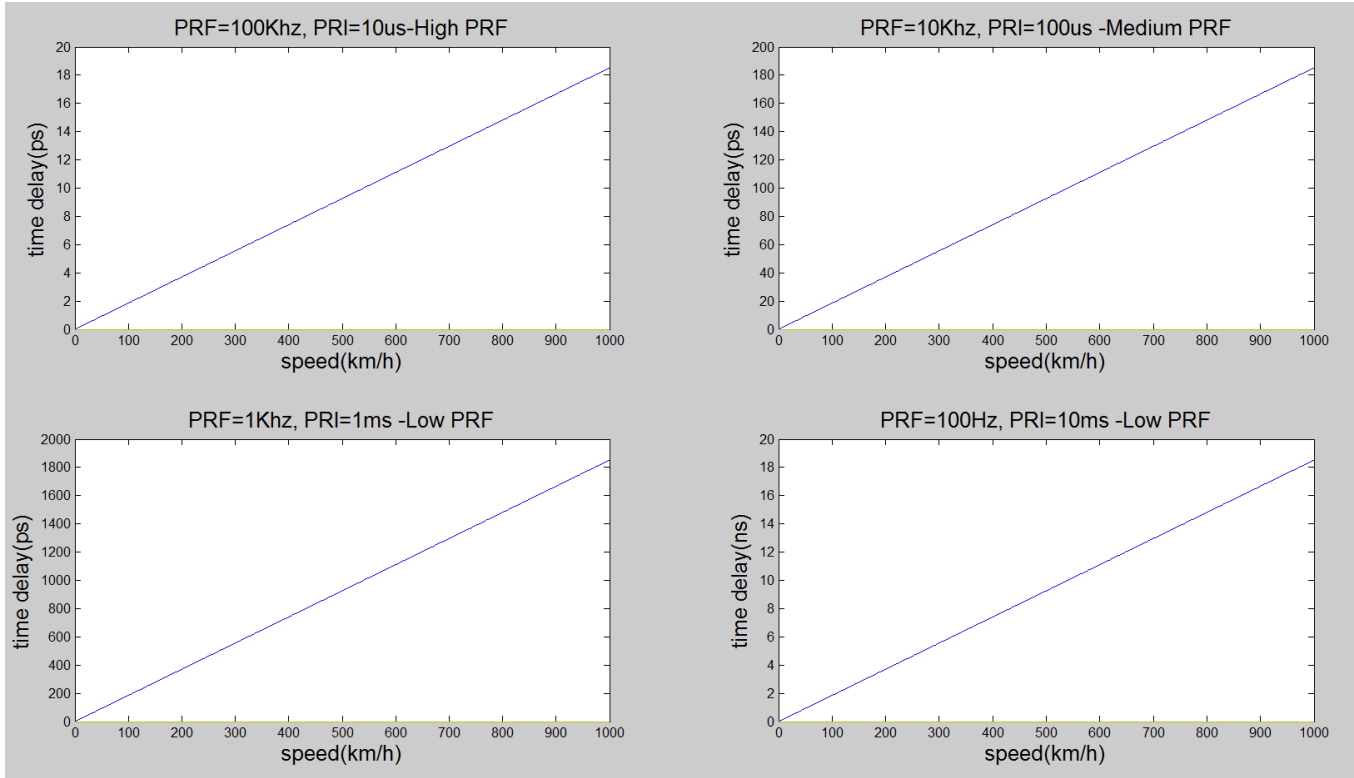 PRF=100Khz, PRI=10us-High PRF
20
18
16
14
12
10
8
6
4
2
0
time delay(ps)
0 100 200 300 400 500 600 700 800 900 1000
speed(km/h)
PRF=10Khz, PRI=100us -Medium PRF
200
180
160
140
120
100
80
60
40
20
0
time delay(ps)
0 100 200 300 400 500 600 700 800 900 1000
speed(km/h)
PRF=1Khz, PRI=1ms -Low PRF
2000
1800
1600
1400
1200
1000
800
600
400
200
0
time delay(ps)
0 100 200 300 400 500 600 700 800 900 1000
speed(km/h)
PRF=100Hz, PRI=10ms -Low PRF
20
18
16
14
12
10
8
6
4
2
0
time delay(ns)
0 100 200 300 400 500 600 700 800 900 1000
speed(km/h)